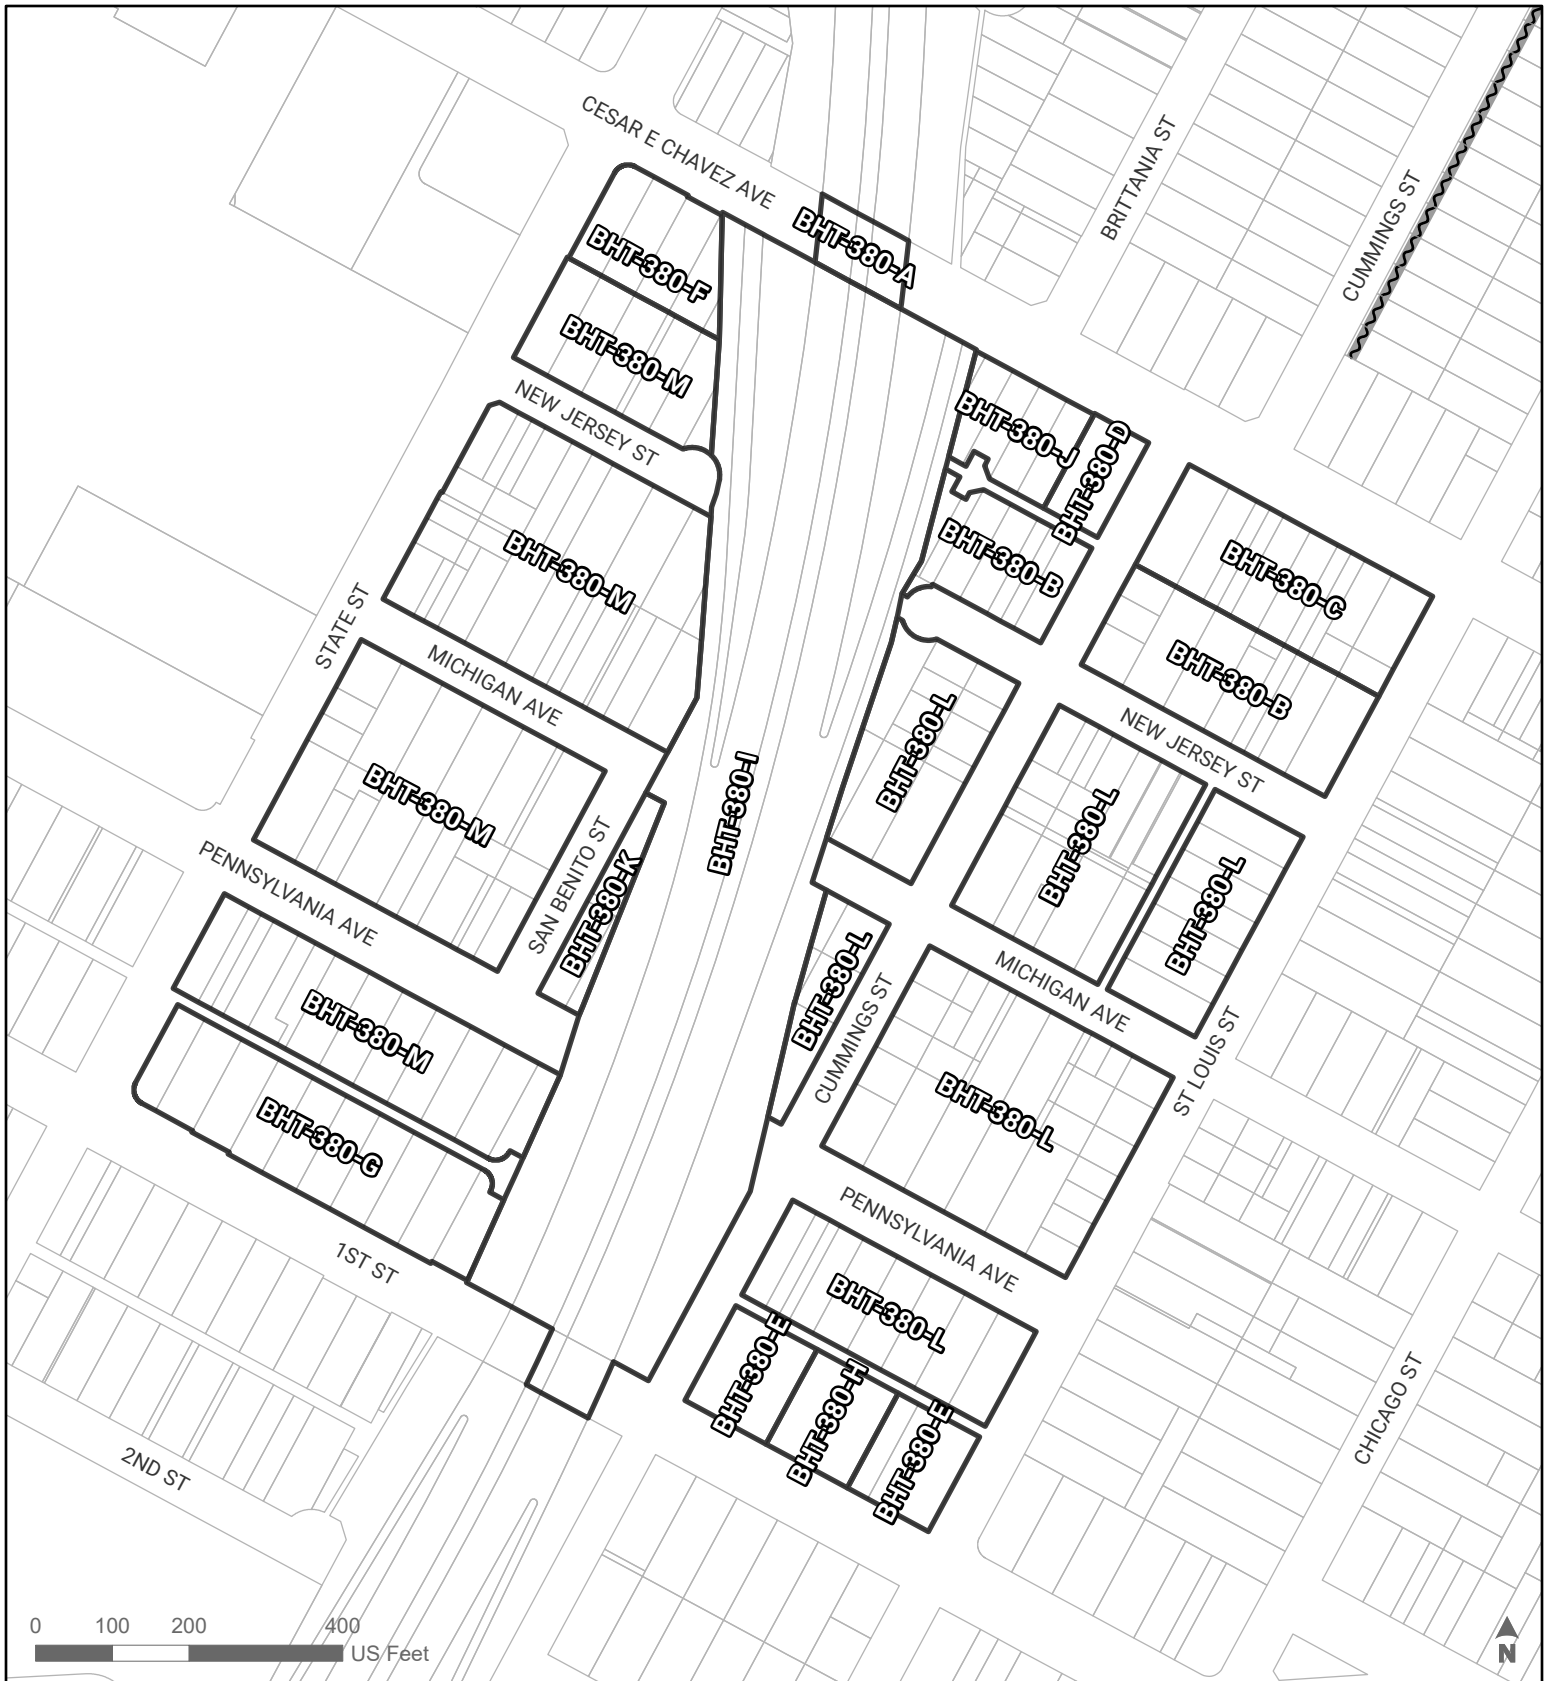 CESAR E CHAVEZ AVE
BRITTANIA ST
CUMMINGS ST
BHT-380-A
BHT-380-F
BHT-380-M
NEW JERSEY ST
BHT-380-J
BHT-380-D
BHT-380-B
BHT-380-C
BHT-380-M
STATE ST
BHT-380-B
MICHIGAN AVE
NEW JERSEY ST
BHT-380-L
BHT-380-I
BHT-380-M
BHT-380-L
BHT-380-L
SAN BENITO ST
BHT-380-K
PENNSYLVANIA AVE
BHT-380-L
MICHIGAN AVE
CUMMINGS ST
BHT-380-M
ST LOUIS ST
BHT-380-L
BHT-380-G
PENNSYLVANIA AVE
1ST ST
BHT-380-L
BHT-380-E
BHT-380-H
BHT-380-E
CHICAGO ST
2ND ST
0 100 200 400
US Feet
N